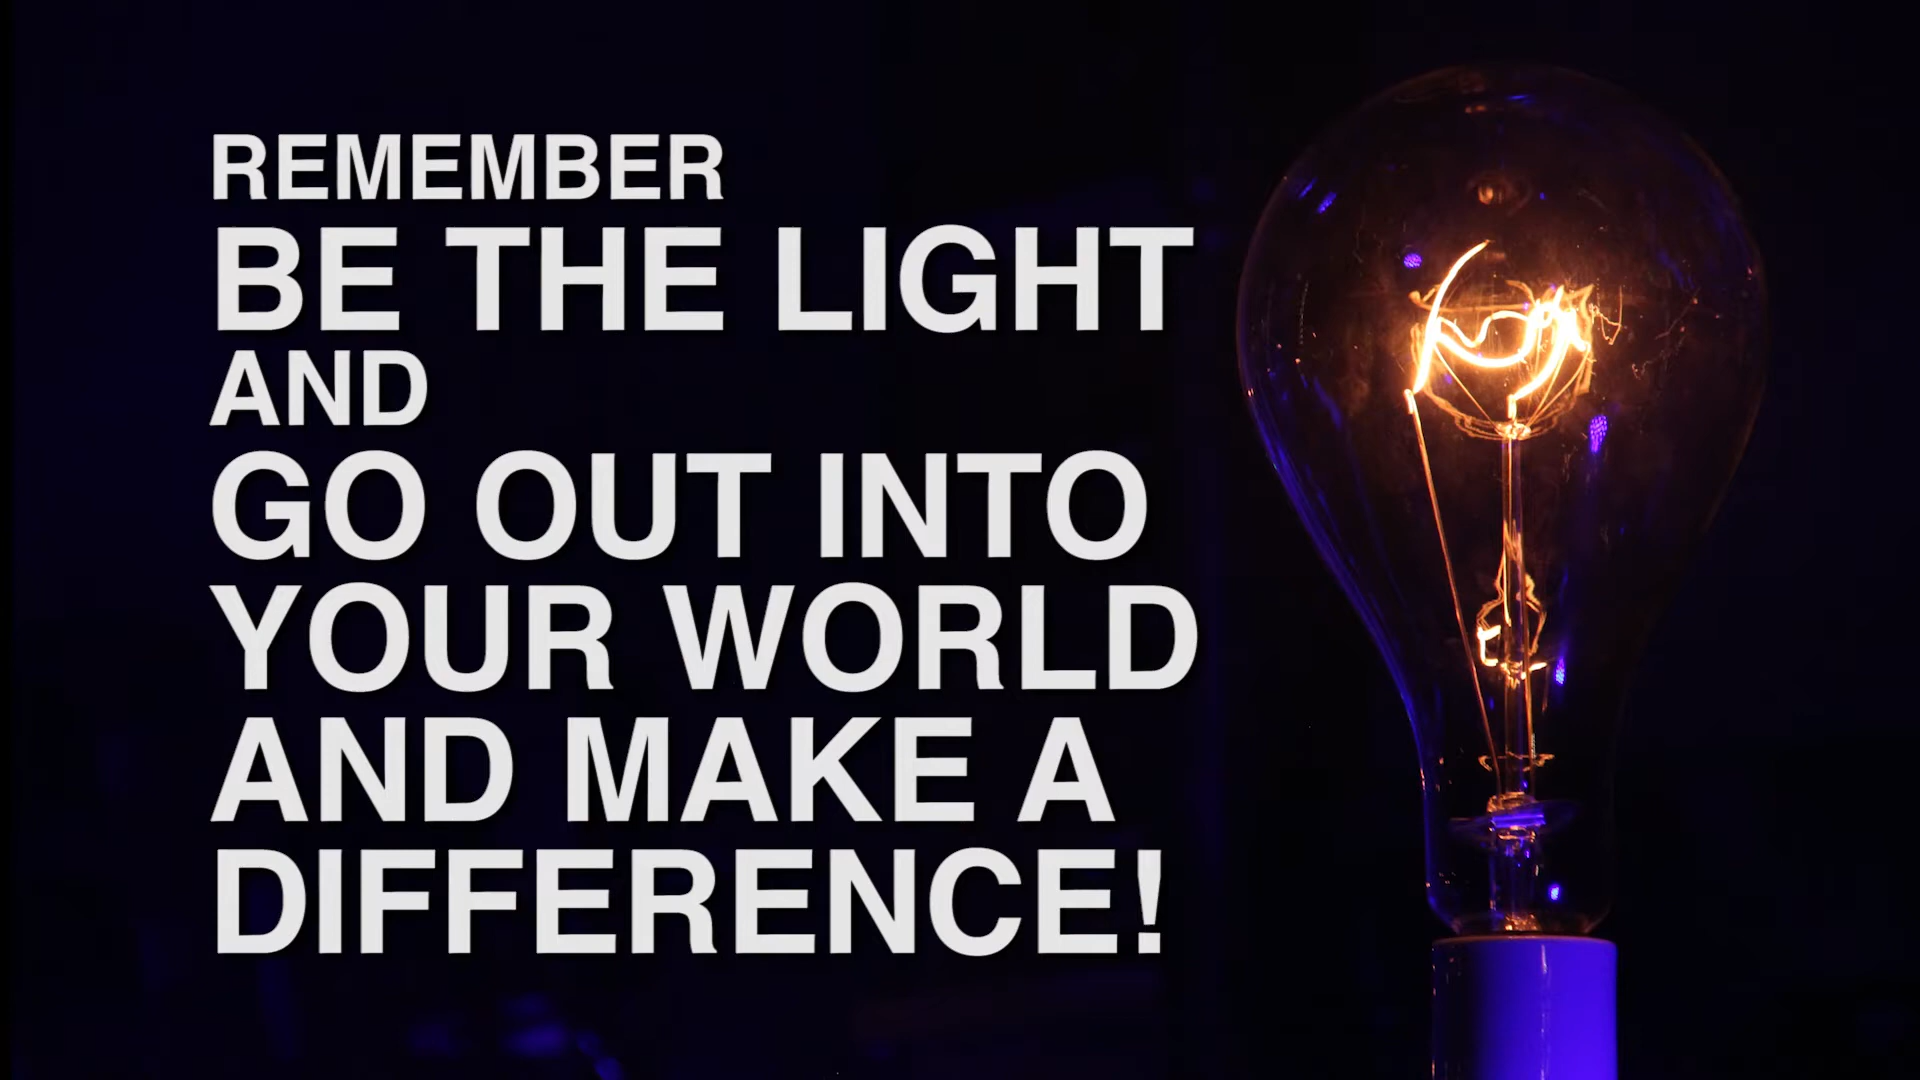 REMEMBER
BE THE LIGHT
AND
GO OUT INTO
YOUR WORLD
AND MAKE A
DIFFERENCE!